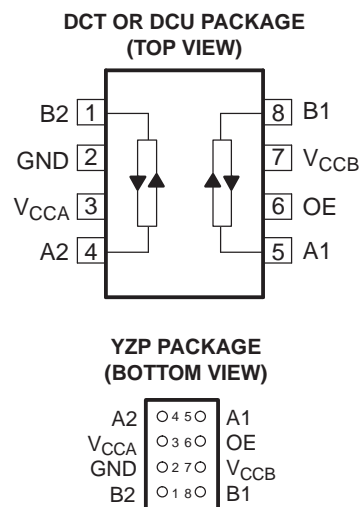 DCT OR DCU PACKAGE
(TOP VIEW)
B2 1 8 B1
GND 2 7 VCCB
VCCA 3 6 OE
A2 4 5 A1
YZP PACKAGE
(BOTTOM VIEW)
A2 4 5 A1
VCCA 3 6 OE
GND 2 7 VCCB
B2 1 8 B1